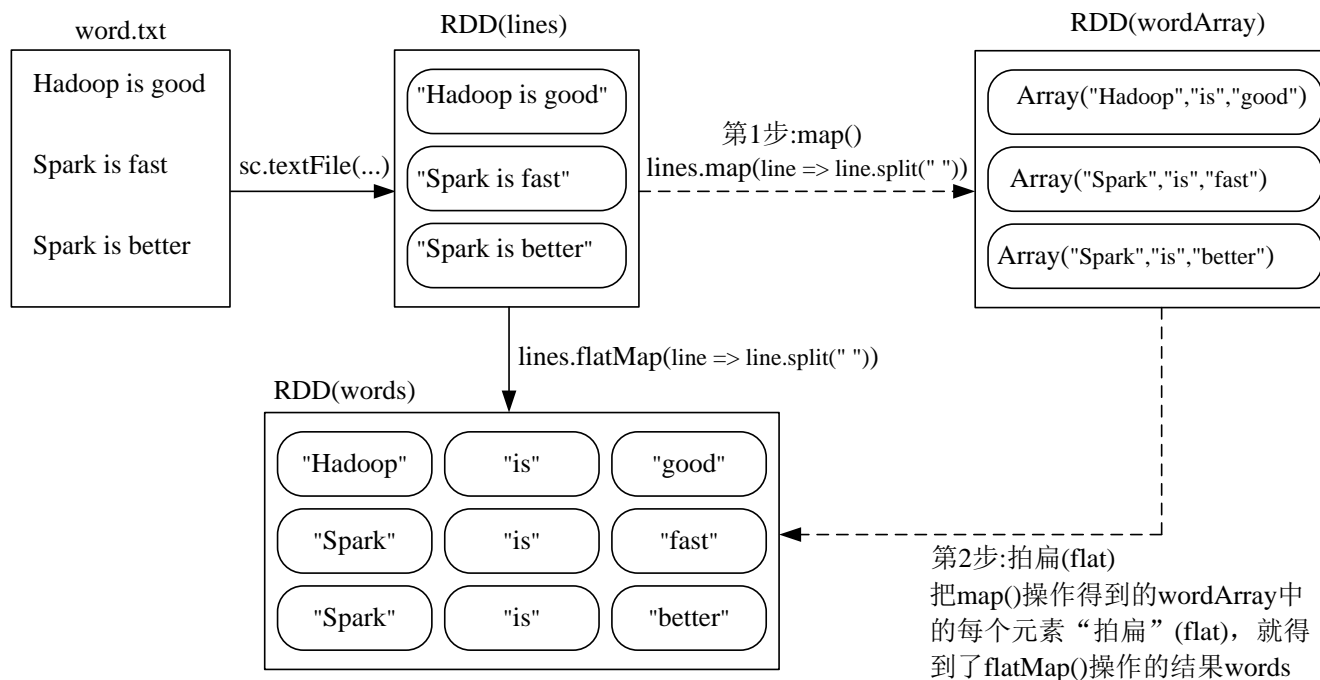 word.txt
Hadoop is good
Spark is fast
Spark is better
sc.textFile(...)
RDD(lines)
"Hadoop is good"
"Spark is fast"
"Spark is better"
第1步:map()
lines.map(line => line.split(" "))
RDD(wordArray)
Array("Hadoop","is","good")
Array("Spark","is","fast")
Array("Spark","is","better")
lines.flatMap(line => line.split(" "))
RDD(words)
"Hadoop" "is" "good"
"Spark" "is" "fast"
"Spark" "is" "better"
第2步:拍扁(flat)
把map()操作得到的wordArray中
的每个元素“拍扁”(flat)，就得
到了flatMap()操作的结果words